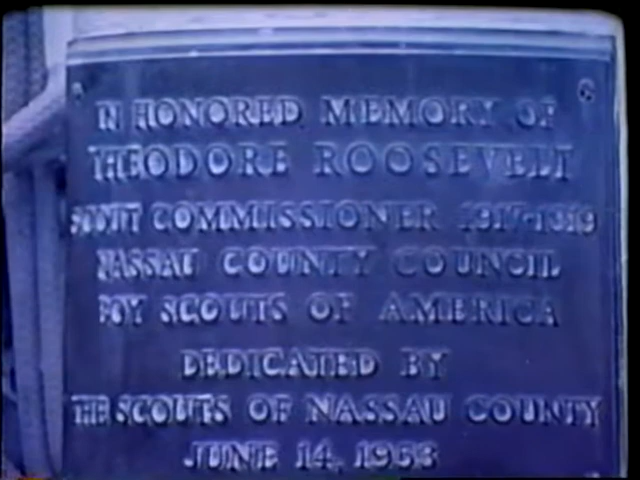 IN HONORED MEMORY OF
THEODORE ROOSEVELT
SCOUT COMMISSIONER 1917-1919
NASSAU COUNTY COUNCIL
BOY SCOUTS OF AMERICA
DEDICATED BY
THE SCOUTS OF NASSAU COUNTY
JUNE 14, 1953